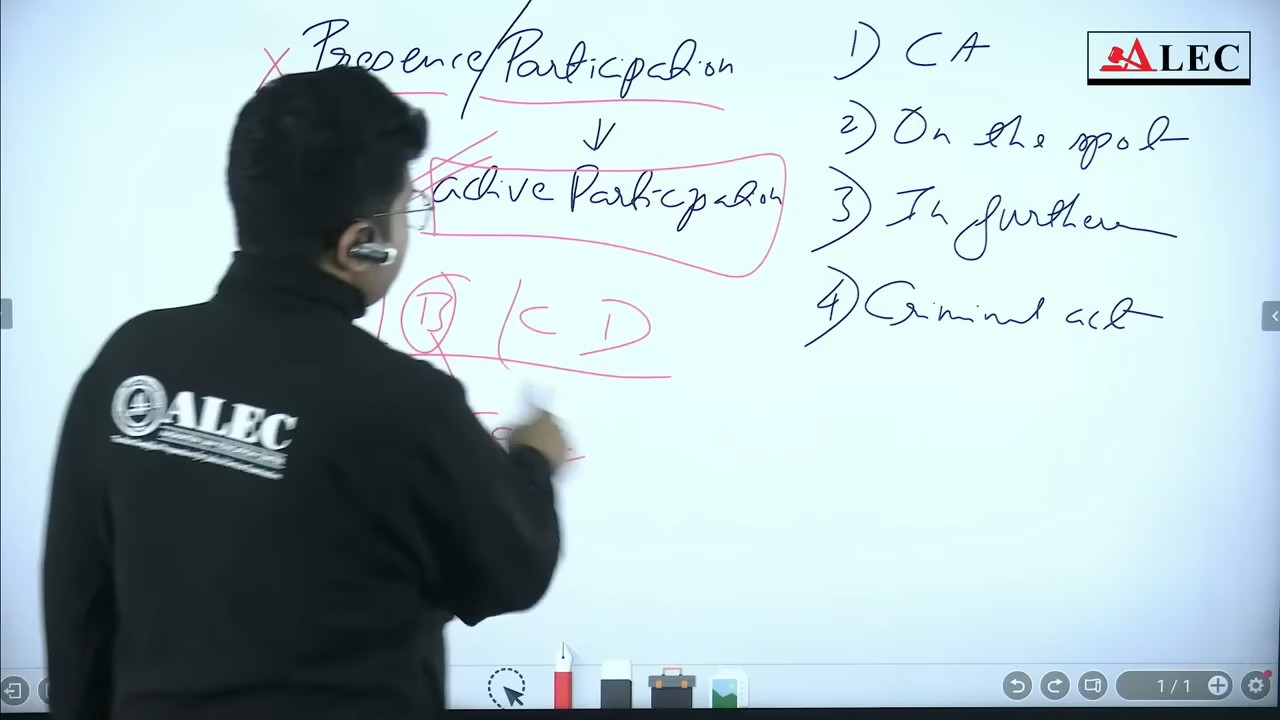 X Presence/Participation
active Participation
B / C D
1) CA
2) On the spot
3) In further
4) Criminal act
ALEC
ALEC
1/1